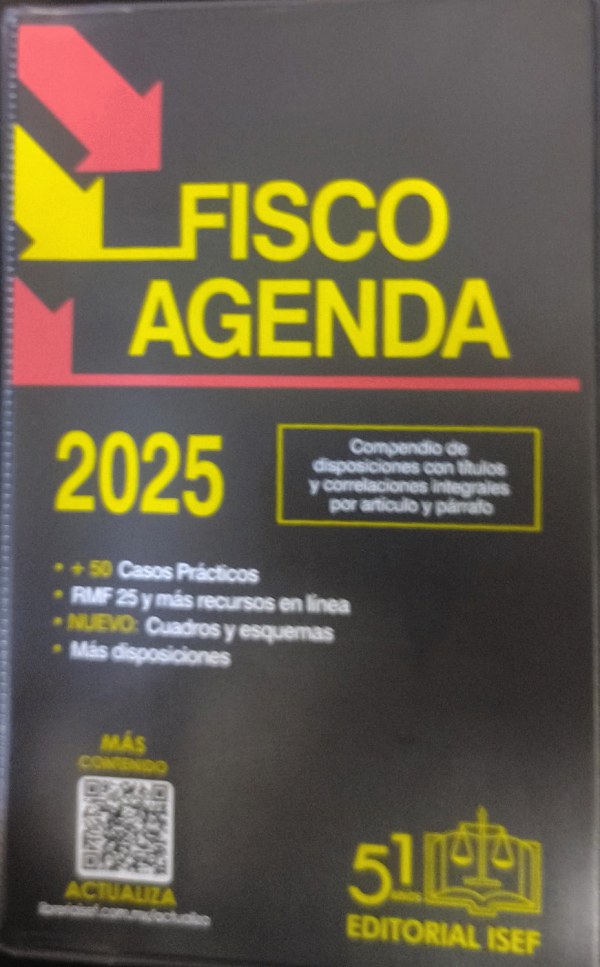 FISCO
AGENDA
2025
Compendio de
disposiciones con títulos
y correlaciones integrales
por artículo y párrafo
• + 50 Casos Prácticos
• RMF 25 y más recursos en línea
• NUEVO: Cuadros y esquemas
• Más disposiciones
MÁS
CONTENIDO
ACTUALIZA
51
AÑOS
EDITORIAL ISEF